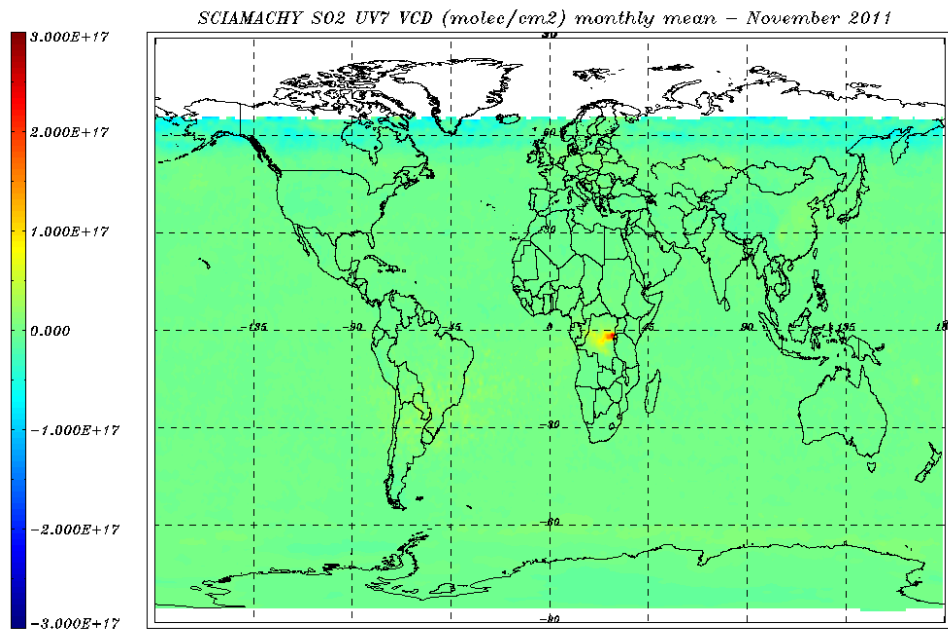 SCIAMACHY SO2 UV7 VCD (molec/cm2) monthly mean – November 2011
3.000E+17
2.000E+17
1.000E+17
0.000
-1.000E+17
-2.000E+17
-3.000E+17
90
60
30
-135
-90
-45
0
45
90
135
-30
-60
-90